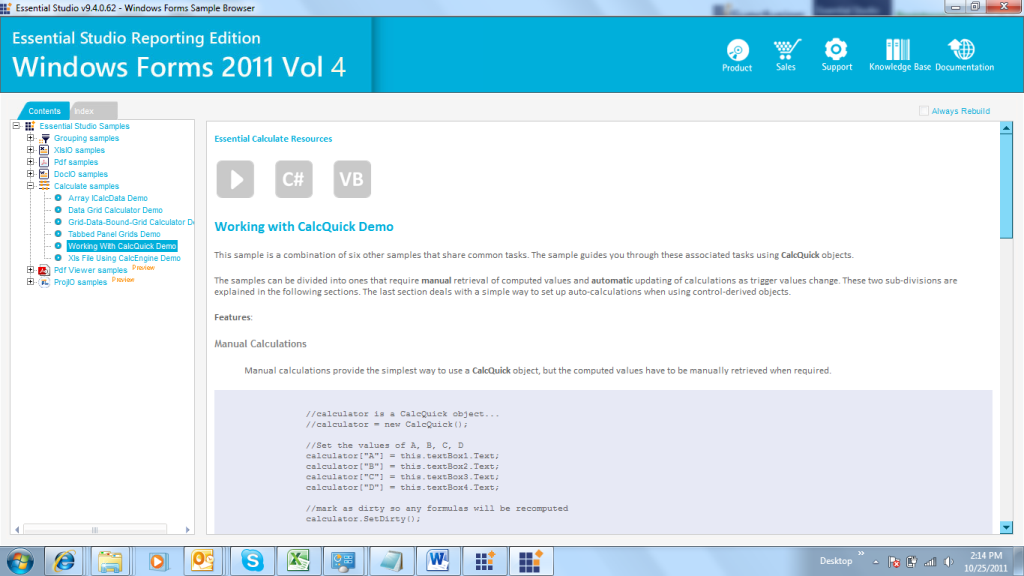 Essential Studio v9.4.0.62 - Windows Forms Sample Browser
Essential Studio Reporting Edition
Windows Forms 2011 Vol 4
Product
Sales
Support
Knowledge Base
Documentation
Contents
Index
Always Rebuild
Essential Studio Samples
Grouping samples
XlsIO samples
Pdf samples
DocIO samples
Calculate samples
Array ICalcData Demo
Data Grid Calculator Demo
Grid-Data-Bound-Grid Calculator D
Tabbed Panel Grids Demo
Working With CalcQuick Demo
Xls File Using CalcEngine Demo
Pdf Viewer samples Preview
ProjIO samples Preview
Essential Calculate Resources
C#
VB
Working with CalcQuick Demo
This sample is a combination of six other samples that share common tasks. The sample guides you through these associated tasks using CalcQuick objects.
The samples can be divided into ones that require manual retrieval of computed values and automatic updating of calculations as trigger values change. These two sub-divisions are
explained in the following sections. The last section deals with a simple way to set up auto-calculations when using control-derived objects.
Features:
Manual Calculations
Manual calculations provide the simplest way to use a CalcQuick object, but the computed values have to be manually retrieved when required.
//calculator is a CalcQuick object...
//calculator = new CalcQuick();
//Set the values of A, B, C, D
calculator["A"] = this.textBox1.Text;
calculator["B"] = this.textBox2.Text;
calculator["C"] = this.textBox3.Text;
calculator["D"] = this.textBox4.Text;
//mark as dirty so any formulas will be recomputed
calculator.SetDirty();
Desktop
2:14 PM
10/25/2011